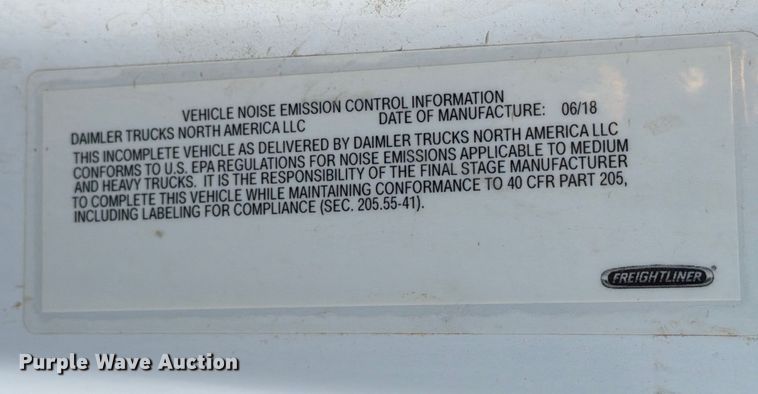 VEHICLE NOISE EMISSION CONTROL INFORMATION
DAIMLER TRUCKS NORTH AMERICA LLC DATE OF MANUFACTURE: 06/18
THIS INCOMPLETE VEHICLE AS DELIVERED BY DAIMLER TRUCKS NORTH AMERICA LLC
CONFORMS TO U.S. EPA REGULATIONS FOR NOISE EMISSIONS APPLICABLE TO MEDIUM
AND HEAVY TRUCKS. IT IS THE RESPONSIBILITY OF THE FINAL STAGE MANUFACTURER
TO COMPLETE THIS VEHICLE WHILE MAINTAINING CONFORMANCE TO 40 CFR PART 205,
INCLUDING LABELING FOR COMPLIANCE (SEC. 205.55-41).
FREIGHTLINER
Purple Wave Auction